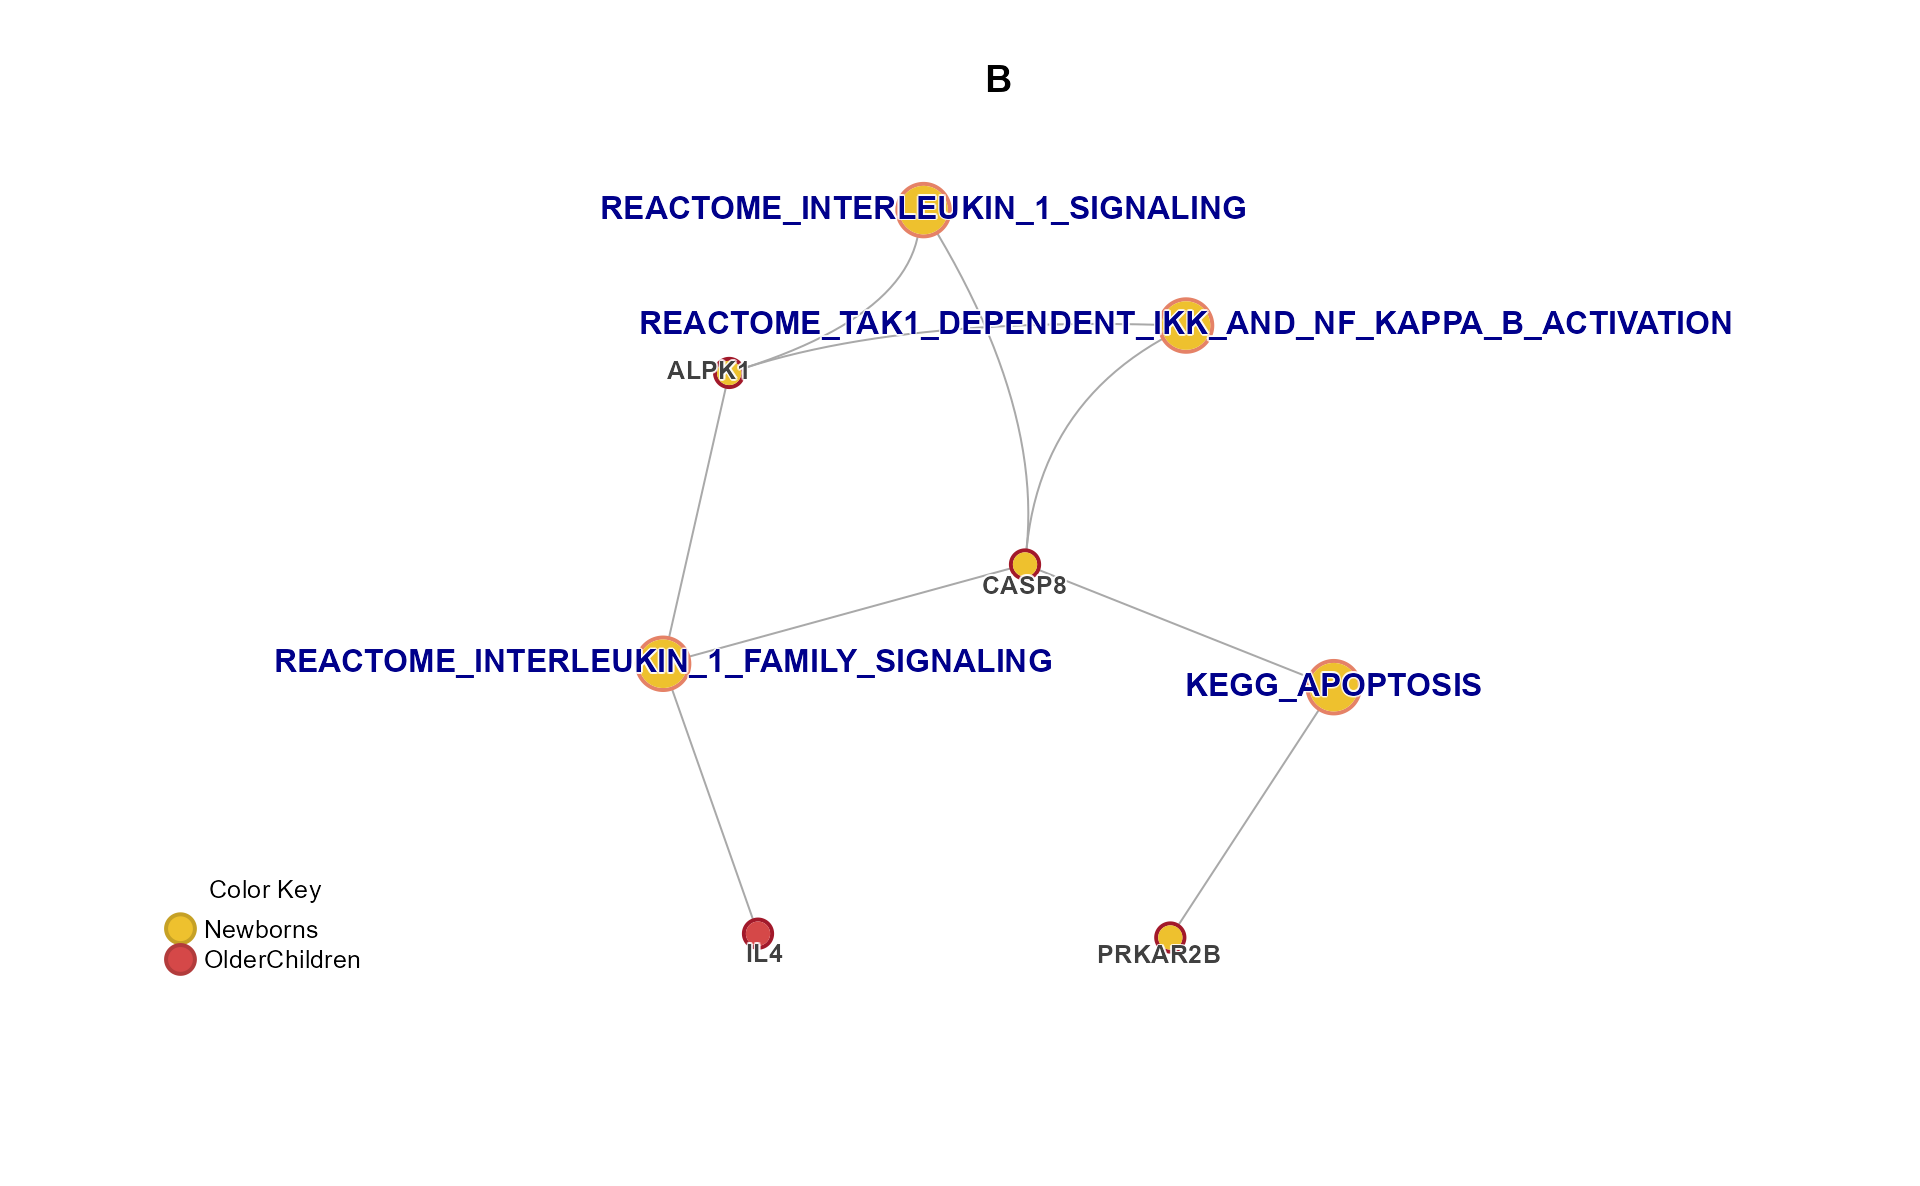 B
REACTOME_INTERLEUKIN_1_SIGNALING
REACTOME_TAK1_DEPENDENT_IKK_AND_NF_KAPPA_B_ACTIVATION
ALPK1
CASP8
REACTOME_INTERLEUKIN_1_FAMILY_SIGNALING
KEGG_APOPTOSIS
Color Key
Newborns
OlderChildren
IL4
PRKAR2B